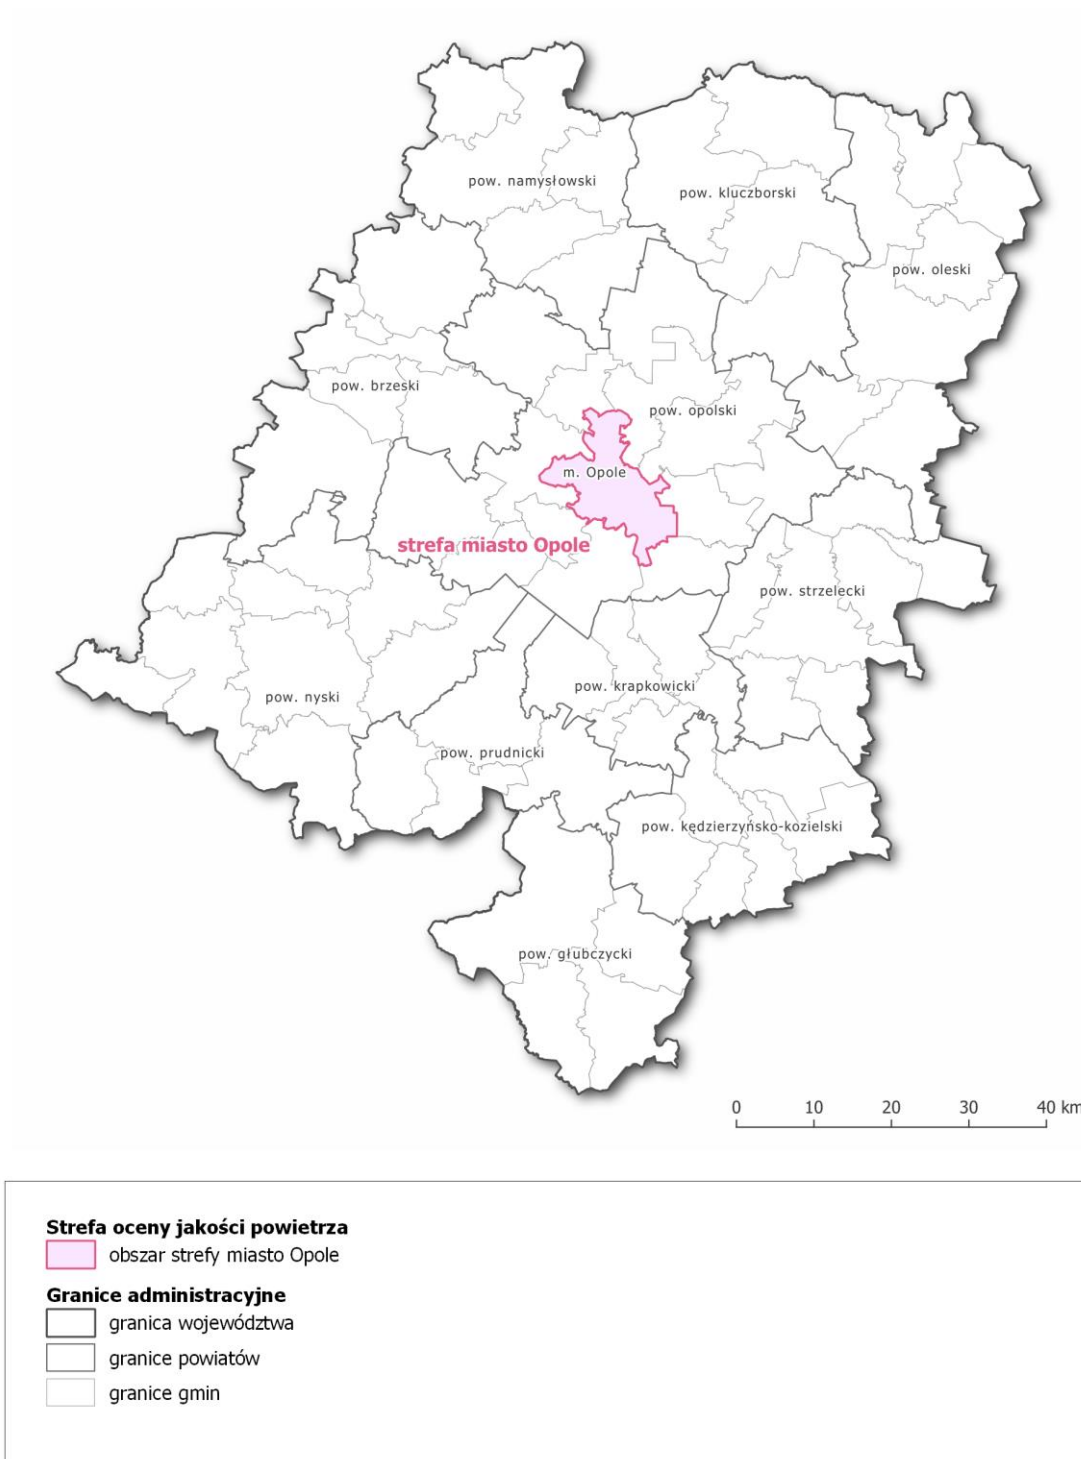 pow. namysłowski
pow. kluczborski
pow. oleski
pow. brzeski
pow. opolski
m. Opole
strefa miasto Opole
pow. strzelecki
pow. krapkowicki
pow. nyski
pow. prudnicki
pow. kędzierzyńsko-kozielski
pow. głubczycki
0 10 20 30 40 km
Strefa oceny jakości powietrza
obszar strefy miasto Opole
Granice administracyjne
granica województwa
granice powiatów
granice gmin